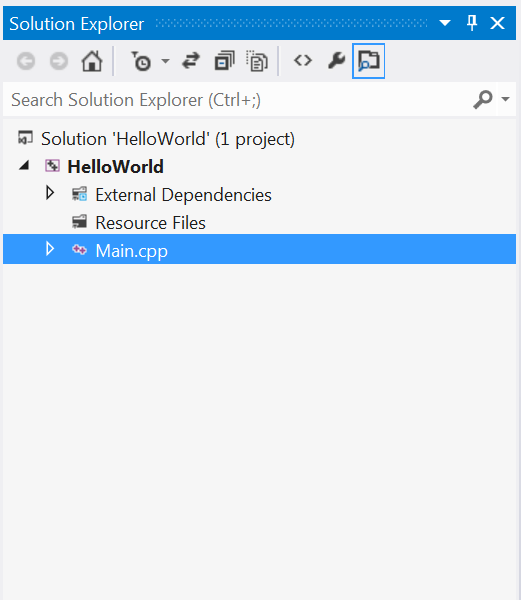 Solution Explorer
Search Solution Explorer (Ctrl+;)
Solution 'HelloWorld' (1 project)
HelloWorld
External Dependencies
Resource Files
Main.cpp